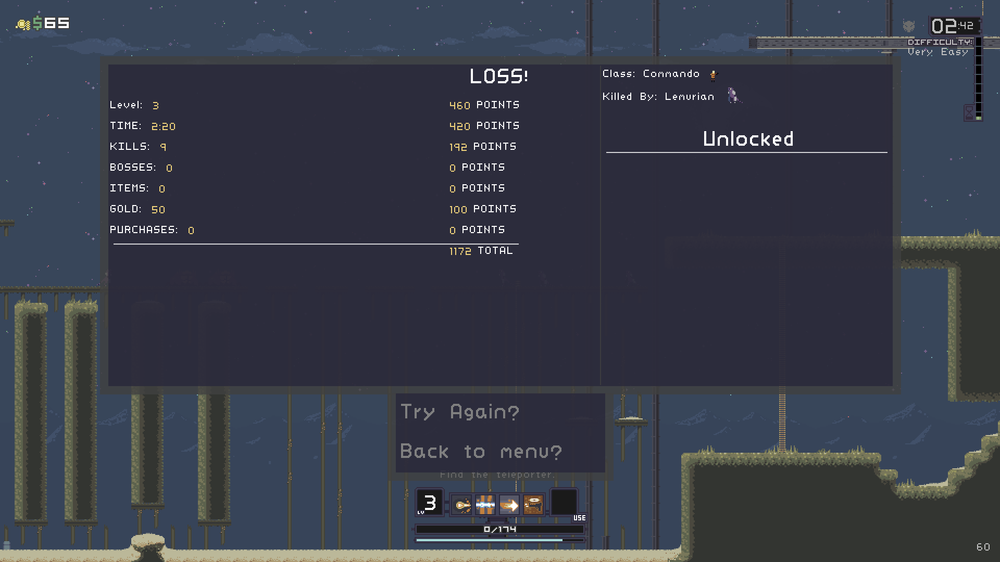 $65
02:42
DIFFICULTY:
Very Easy
LOSS!
Level: 3 460 POINTS
TIME: 2:20 420 POINTS
KILLS: 9 192 POINTS
BOSSES: 0 0 POINTS
ITEMS: 0 0 POINTS
GOLD: 50 100 POINTS
PURCHASES: 0 0 POINTS
1172 TOTAL
Class: Commando
Killed By: Lemurian
Unlocked
Try Again?
Back to menu?
Find the teleporter.
LV 3
USE
0/174
60